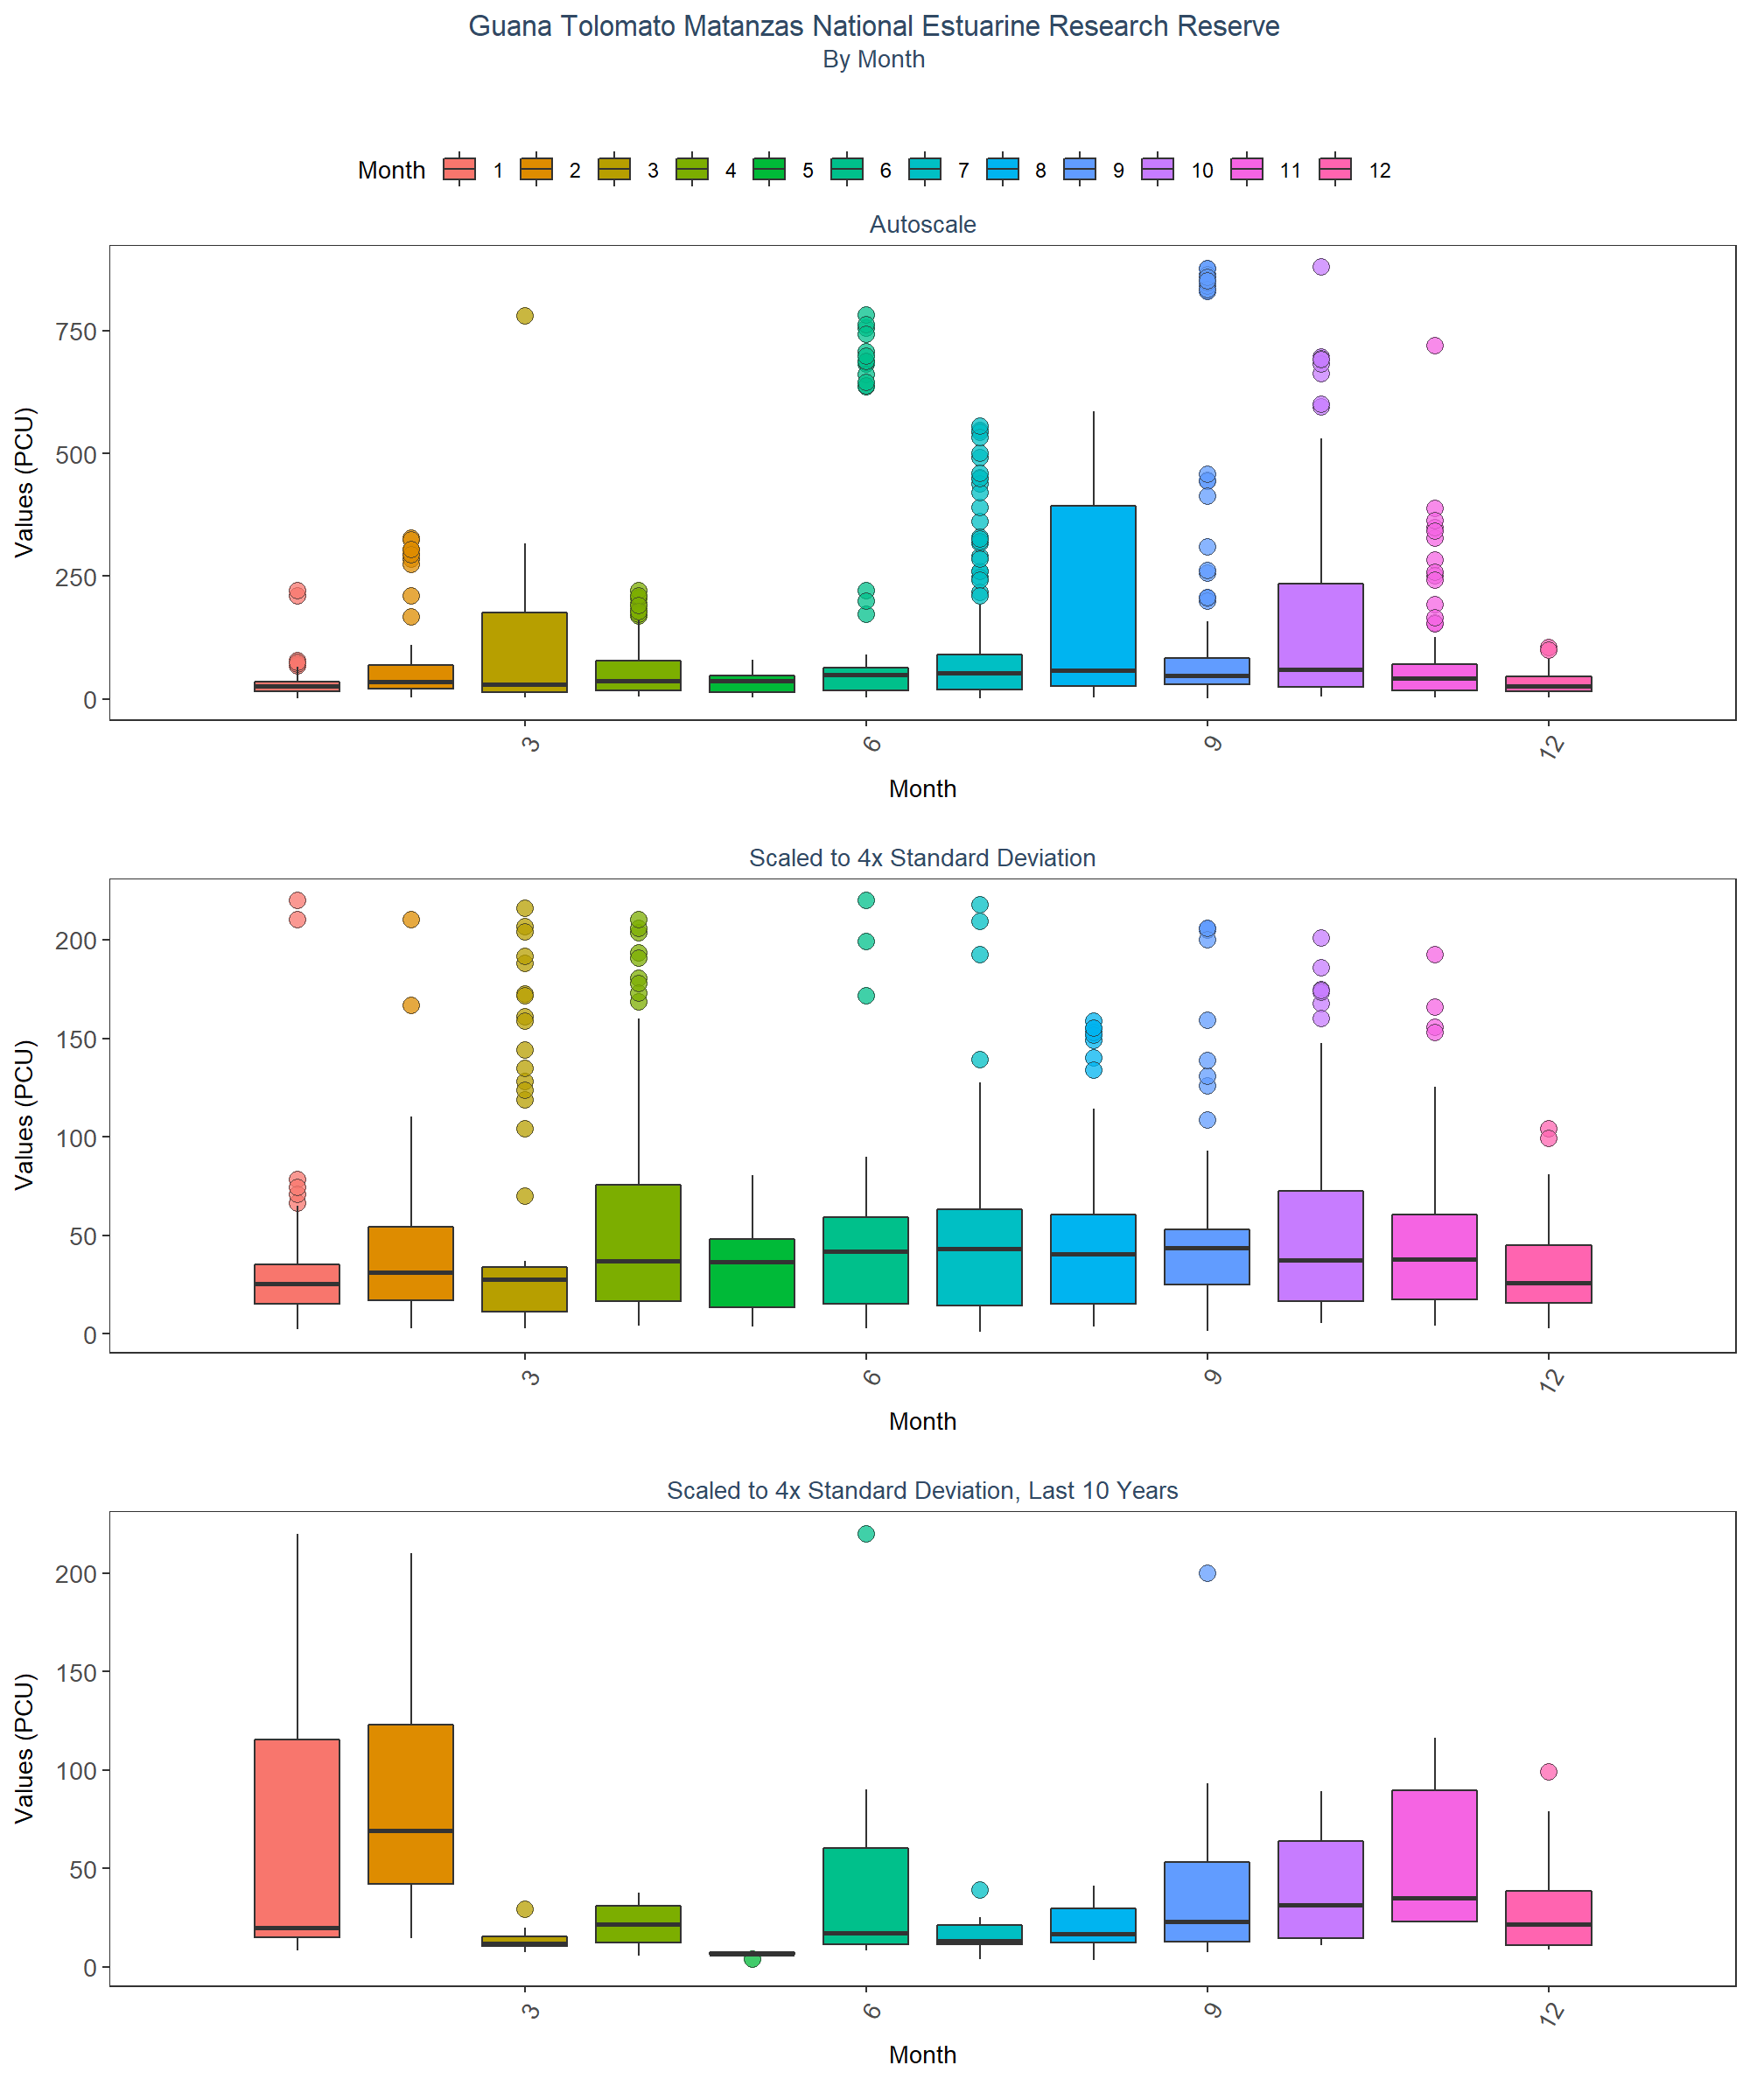 Guana Tolomato Matanzas National Estuarine Research Reserve
By Month
Month 1 2 3 4 5 6 7 8 9 10 11 12
Autoscale
Values (PCU)
750
500
250
0
3 6 9 12
Month
Scaled to 4x Standard Deviation
Values (PCU)
200
150
100
50
0
3 6 9 12
Month
Scaled to 4x Standard Deviation, Last 10 Years
Values (PCU)
200
150
100
50
0
3 6 9 12
Month